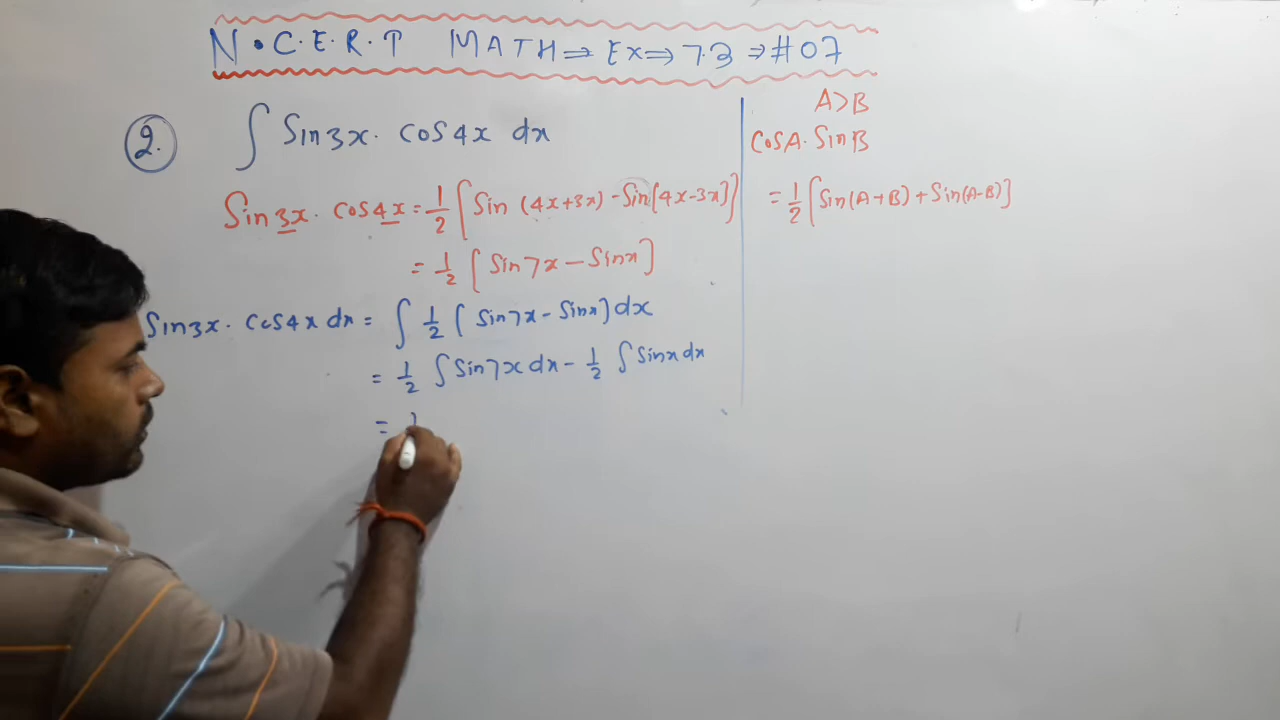 N.C.E.R.T MATH ⇒ Ex ⇒ 7.3 ⇒ #07
2. ∫ Sin3x. cos4x dx
Sin3x. cos4x = 1/2 [Sin (4x+3x) - Sin(4x-3x)]
= 1/2 [Sin7x - Sinx]
Sin3x. cos4x dx = ∫ 1/2 (Sin7x - Sinx) dx
= 1/2 ∫ Sin7x dx - 1/2 ∫ Sinx dx
=
A>B
CosA. SinB
= 1/2 [Sin(A+B) + Sin(A-B)]